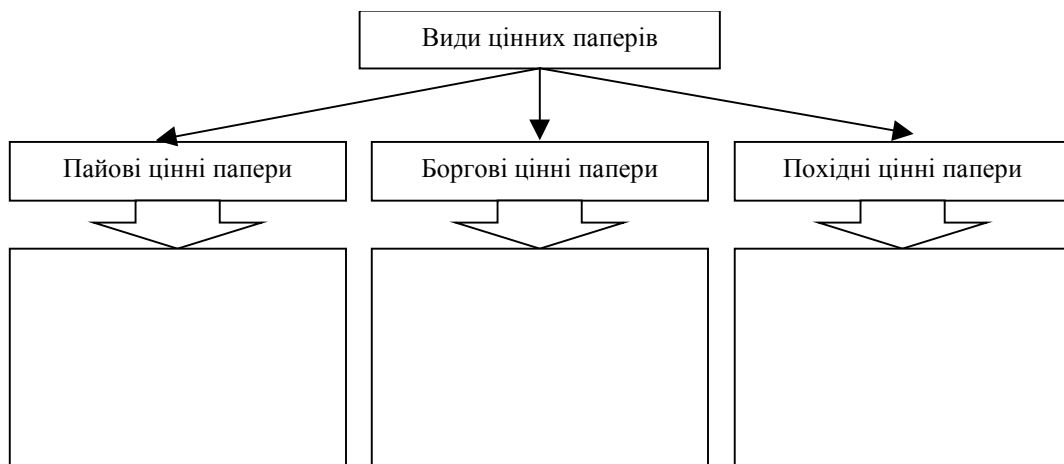 Види цінних паперів
Пайові цінні папери
Боргові цінні папери
Похідні цінні папери